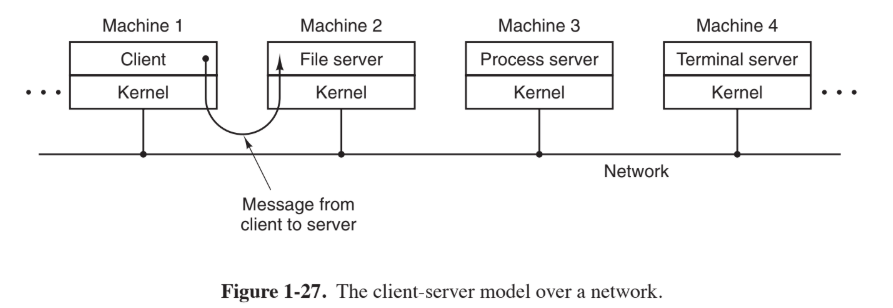 Machine 1 Machine 2 Machine 3 Machine 4
Client File server Process server Terminal server
Kernel Kernel Kernel Kernel
Network
Message from
client to server
Figure 1-27. The client-server model over a network.